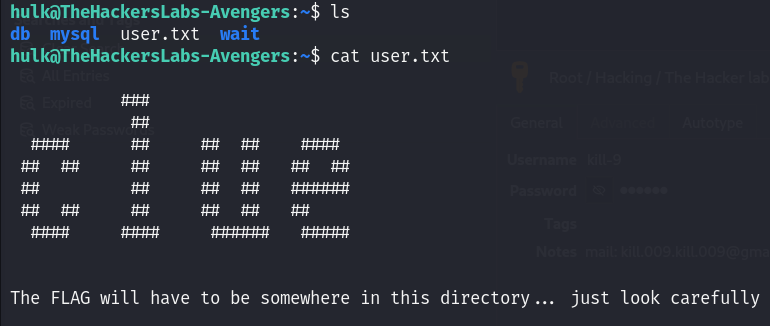 hulk@TheHackersLabs-Avengers:~$ ls
db mysql user.txt wait
hulk@TheHackersLabs-Avengers:~$ cat user.txt
All Entries
Expired
Weak Passwords
Root / Hacking / The Hacker lab
General Advanced Autotype
Username kill-9
Password ●●●●●●
Tags
Notes mail: kill.009.kill.009@gma
###
##
#### ## ## ## ####
## ## ## ## ## ## ##
## ## ## ## ######
## ## ## ## ## ##
#### #### ###### #####
The FLAG will have to be somewhere in this directory... just look carefully